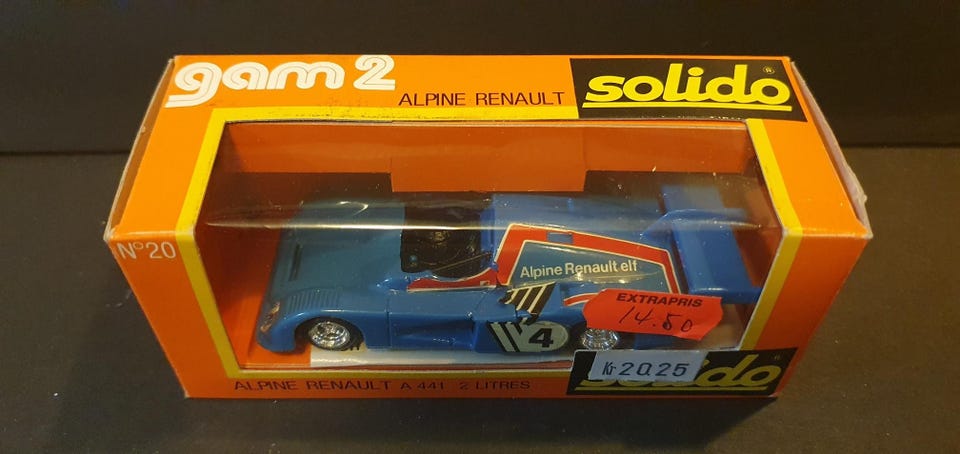 gam 2
ALPINE RENAULT
solido®
N°20
Alpine Renault elf
EXTRAPRIS
14.50
4
Kr 20.25
solido
ALPINE RENAULT A 441 2 LITRES